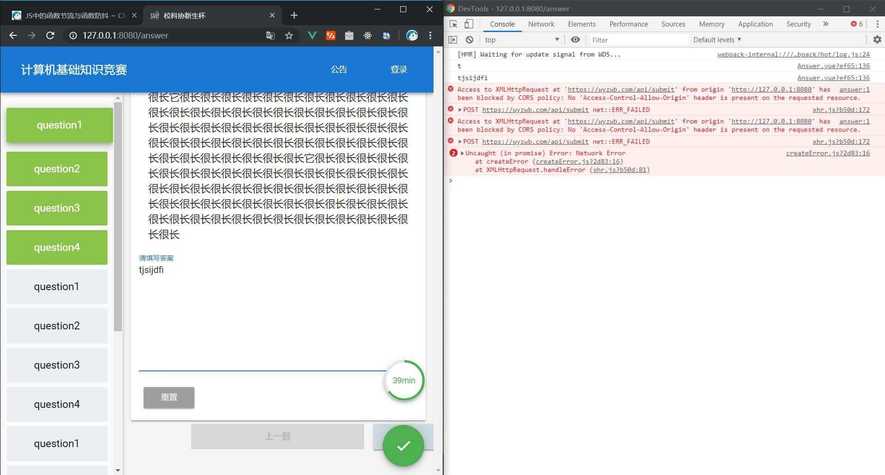 JS中的函数节流与函数防抖 - C
校科协新生杯
127.0.0.1:8080/answer
计算机基础知识竞赛
公告
登录
question1
question2
question3
question4
question1
question2
question3
question4
question1
很长它很长很长很长很长很长很长很长很长很长很长很长
很长很长很长很长很长很长很长很长很长很长很长很长很
很长很长很长很长很长很长很长很长很长很长很长很长很
很长很长很长很长很长很长很长很长很长很长很长很长很
很长很长很长很长很长很长很长它很长很长很长很长很长
很长很长很长很长很长很长很长很长很长很长很长很长很
很长很长很长很长很长很长很长很长很长很长很长很长很
很长很长很长很长很长很长很长很长很长很长很长很长很
很长很长很长很长很长很长很长很长很长很长很长很长很
很长很长
请填写答案
tjsijdfi
39min
重置
上一题
DevTools - 127.0.0.1:8080/answer
Console
Network
Elements
Performance
Sources
Memory
Application
Security
6
top
Filter
Default levels
[HMR] Waiting for update signal from WDS...
webpack-internal:///…pack/hot/log.js:24
t
Answer.vue?ef65:136
tjsijdfi
Answer.vue?ef65:136
Access to XMLHttpRequest at 'https://wyzwb.com/api/submit' from origin 'http://127.0.0.1:8080' has
answer:1
been blocked by CORS policy: No 'Access-Control-Allow-Origin' header is present on the requested resource.
POST https://wyzwb.com/api/submit net::ERR_FAILED
xhr.js?b50d:172
Access to XMLHttpRequest at 'https://wyzwb.com/api/submit' from origin 'http://127.0.0.1:8080' has
answer:1
been blocked by CORS policy: No 'Access-Control-Allow-Origin' header is present on the requested resource.
POST https://wyzwb.com/api/submit net::ERR_FAILED
xhr.js?b50d:172
2
Uncaught (in promise) Error: Network Error
createError.js?2d83:16
at createError (createError.js?2d83:16)
at XMLHttpRequest.handleError (xhr.js?b50d:81)